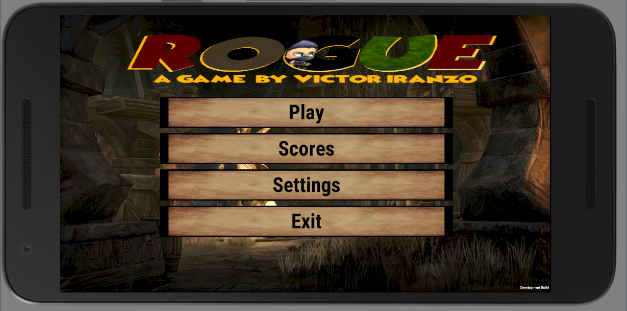 ROGUE
A GAME BY VICTOR IRANZO
Play
Scores
Settings
Exit
Development Build